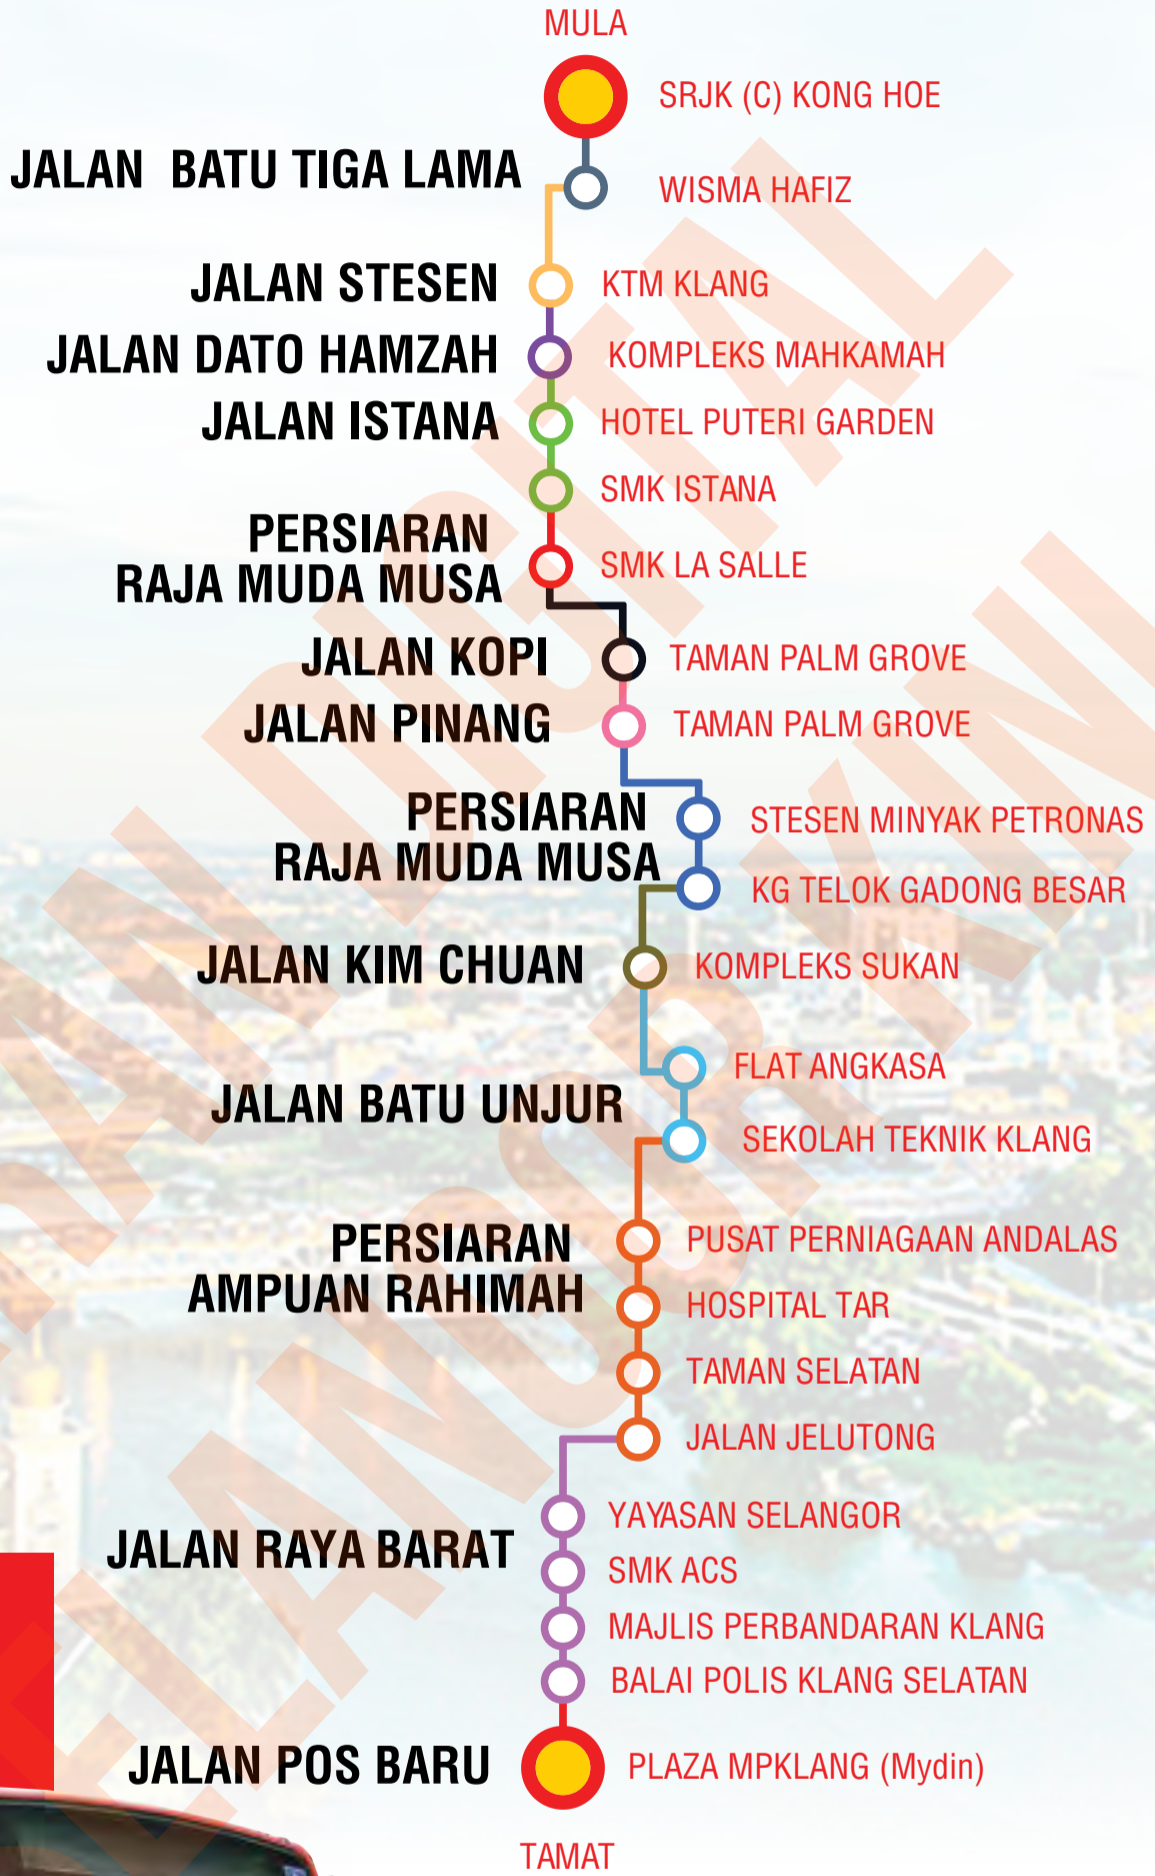 MULA
SRJK (C) KONG HOE
JALAN BATU TIGA LAMA
WISMA HAFIZ
JALAN STESEN
KTM KLANG
JALAN DATO HAMZAH
KOMPLEKS MAHKAMAH
JALAN ISTANA
HOTEL PUTERI GARDEN
SMK ISTANA
PERSIARAN
RAJA MUDA MUSA
SMK LA SALLE
JALAN KOPI
TAMAN PALM GROVE
JALAN PINANG
TAMAN PALM GROVE
PERSIARAN
RAJA MUDA MUSA
STESEN MINYAK PETRONAS
KG TELOK GADONG BESAR
JALAN KIM CHUAN
KOMPLEKS SUKAN
FLAT ANGKASA
JALAN BATU UNJUR
SEKOLAH TEKNIK KLANG
PERSIARAN
AMPUAN RAHIMAH
PUSAT PERNIAGAAN ANDALAS
HOSPITAL TAR
TAMAN SELATAN
JALAN JELUTONG
JALAN RAYA BARAT
YAYASAN SELANGOR
SMK ACS
MAJLIS PERBANDARAN KLANG
BALAI POLIS KLANG SELATAN
JALAN POS BARU
PLAZA MPKLANG (Mydin)
TAMAT
DIGITAL
SELANGOR KINI